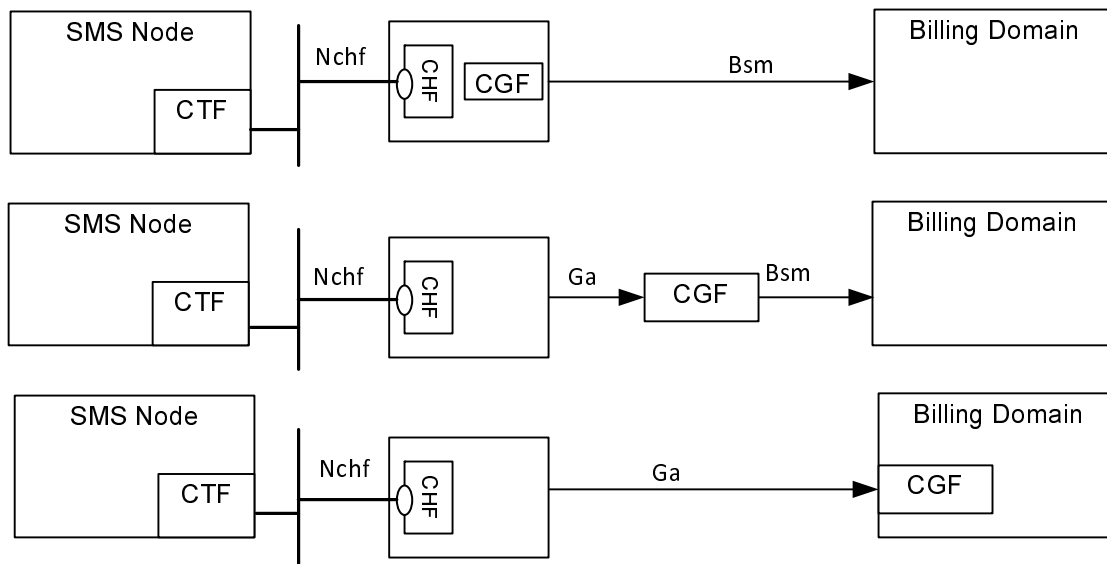 SMS Node
CTF
Nchf
CHF
CGF
Bsm
Billing Domain
SMS Node
CTF
Nchf
CHF
Ga
CGF
Bsm
Billing Domain
SMS Node
CTF
Nchf
CHF
Ga
Billing Domain
CGF